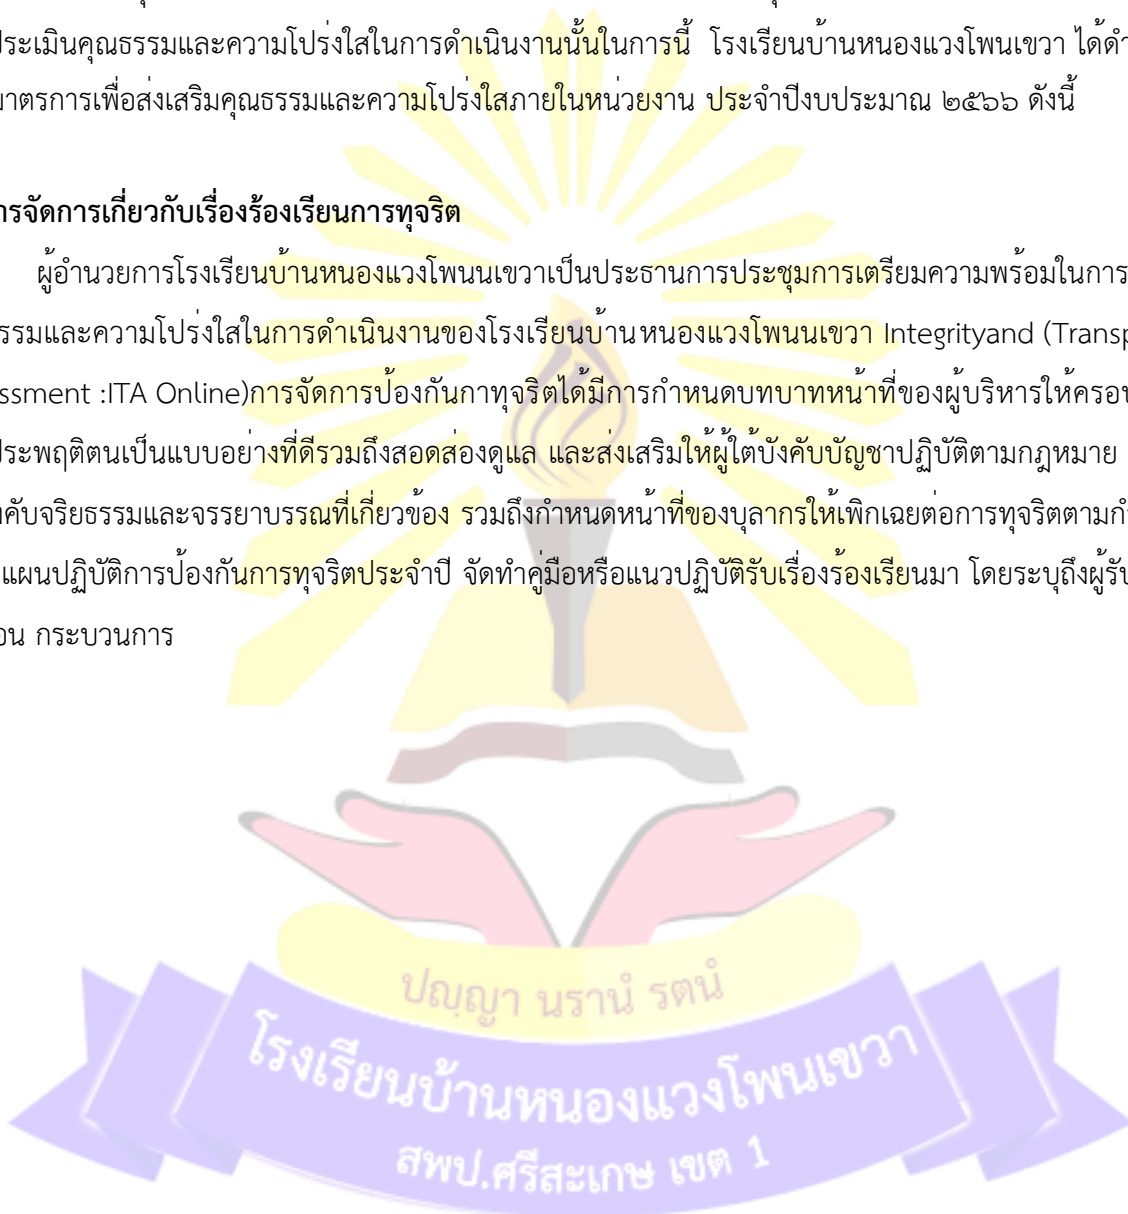 ประเมินคุณธรรมและความโปร่งใสในการดำเนินงานนั้นในการนี้ โรงเรียนบ้านหนองแวงโพนเขวา ได้ดำ
มาตรการเพื่อส่งเสริมคุณธรรมและความโปร่งใสภายในหน่วยงาน ประจำปีงบประมาณ ๒๕๖๖ ดังนี้
การจัดการเกี่ยวกับเรื่องร้องเรียนการทุจริต
ผู้อำนวยการโรงเรียนบ้านหนองแวงโพนนเขวาเป็นประธานการประชุมการเตรียมความพร้อมในการ
รรมและความโปร่งใสในการดำเนินงานของโรงเรียนบ้านหนองแวงโพนนเขวา Integrityand (Transp
ssment :ITA Online)การจัดการป้องกันกาทุจริตได้มีการกำหนดบทบาทหน้าที่ของผู้บริหารให้ครอบ
ประพฤติตนเป็นแบบอย่างที่ดีรวมถึงสอดส่องดูแล และส่งเสริมให้ผู้ใต้บังคับบัญชาปฏิบัติตามกฎหมาย
งคับจริยธรรมและจรรยาบรรณที่เกี่ยวข้อง รวมถึงกำหนดหน้าที่ของบุคลากรให้เพิกเฉยต่อการทุจริตตามกำ
แผนปฏิบัติการป้องกันการทุจริตประจำปี จัดทำคู่มือหรือแนวปฏิบัติรับเรื่องร้องเรียนมา โดยระบุถึงผู้รับ
อน กระบวนการ
ปญฺญา นรานํ รตนํ
โรงเรียนบ้านหนองแวงโพนเขวา
สพป.ศรีสะเกษ เขต 1